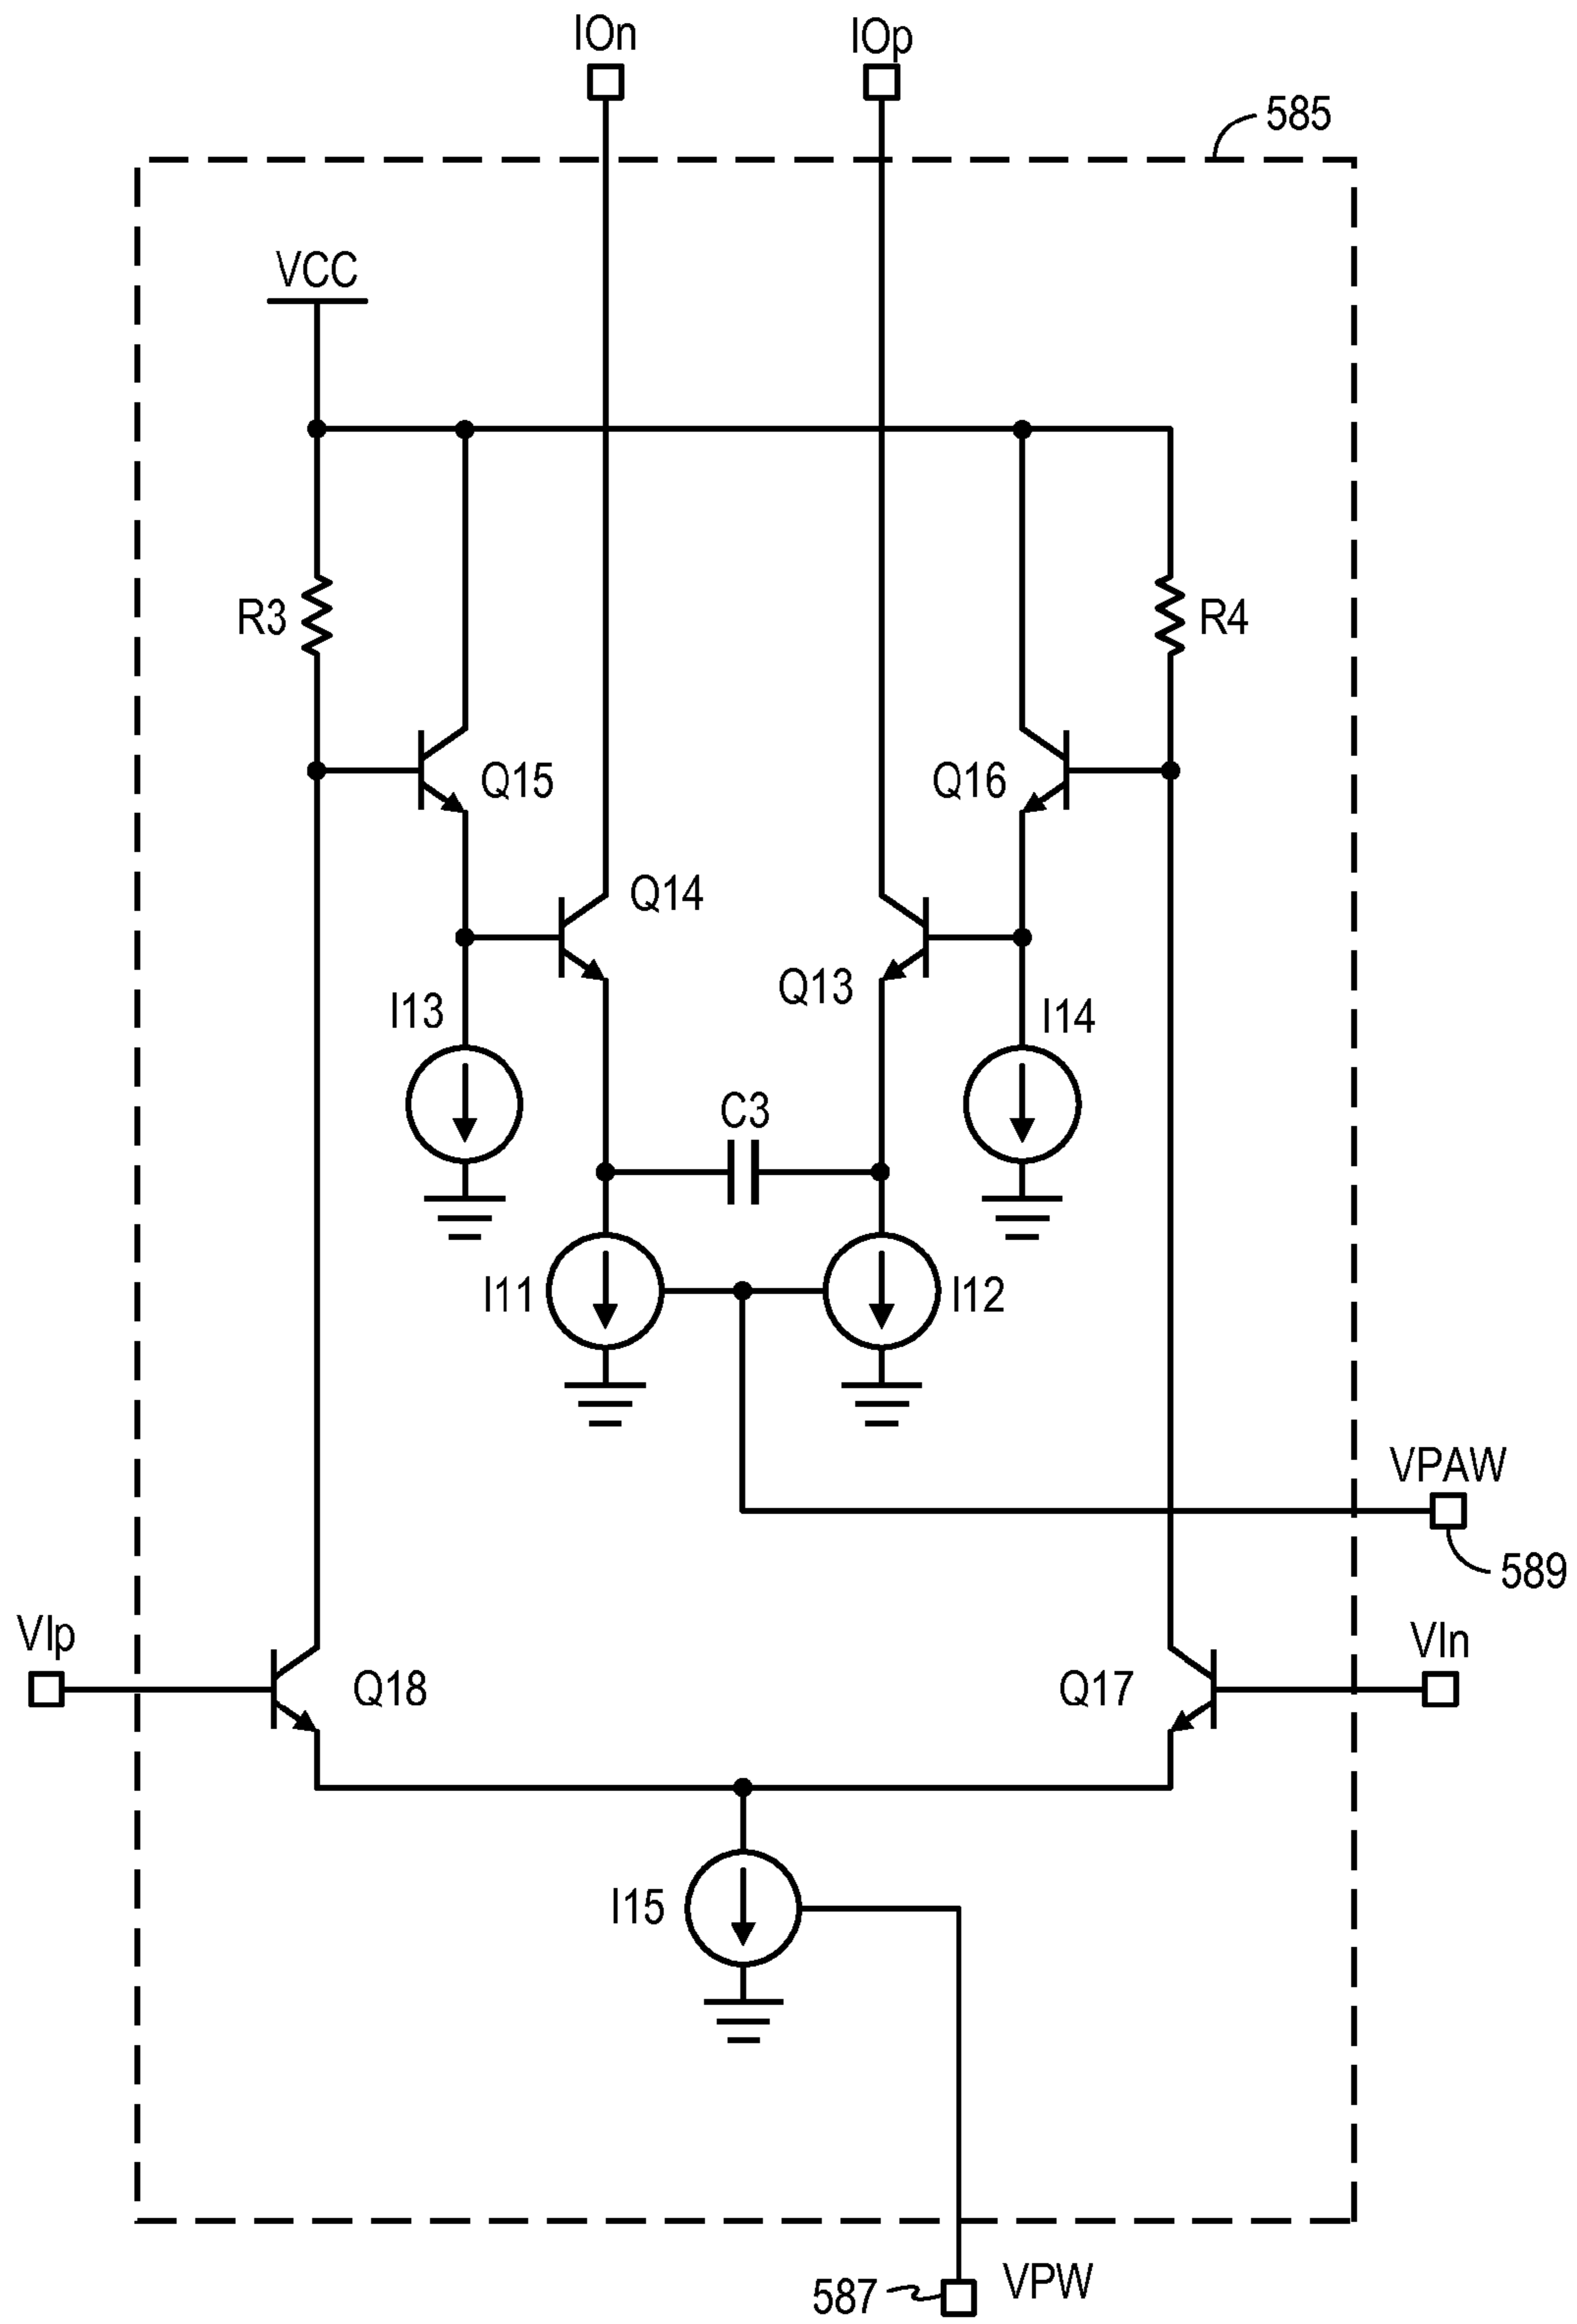 IOn
IOp
585
VCC
R3
R4
Q15
Q16
Q14
Q13
I13
I14
C3
I11
I12
VPAW
589
VIp
VIn
Q18
Q17
I15
587
VPW